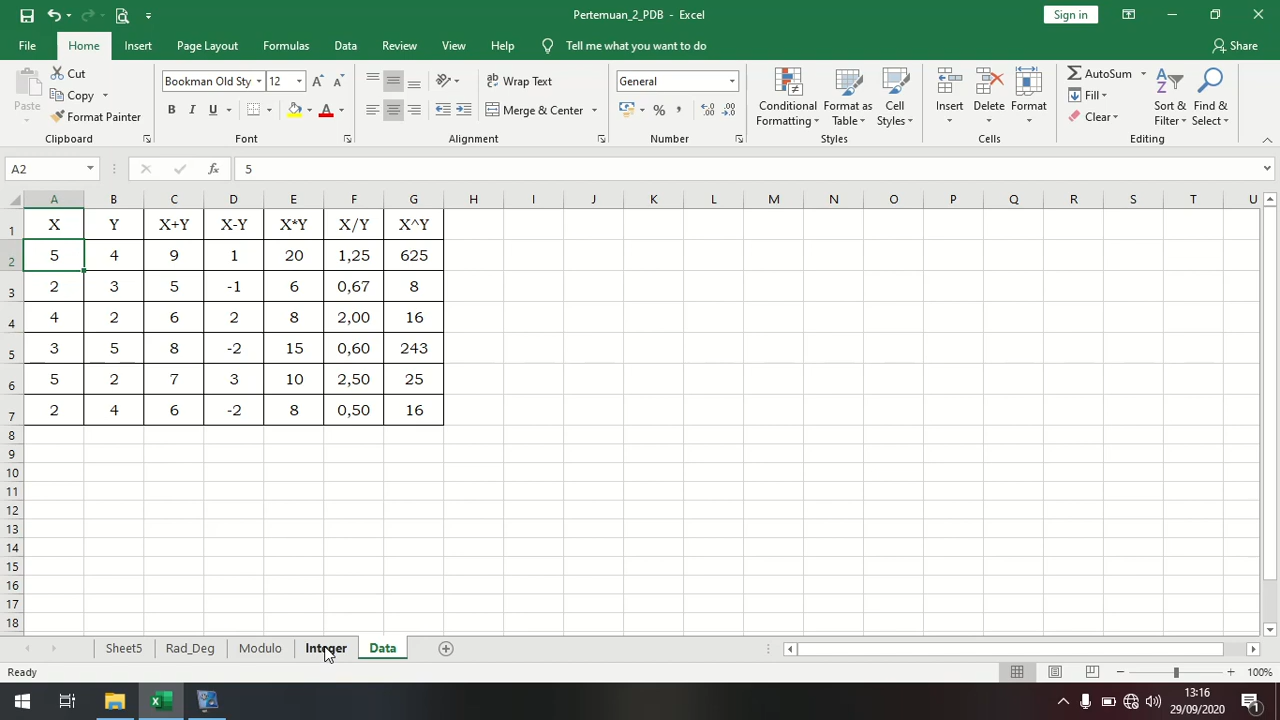 Pertemuan_2_PDB - Excel
Sign in
File Home Insert Page Layout Formulas Data Review View Help Tell me what you want to do Share
Paste
Cut
Copy
Format Painter
Clipboard
Bookman Old Sty 12
B I U
Font
Wrap Text
Merge & Center
Alignment
General
Number
Conditional Formatting
Format as Table
Cell Styles
Styles
Insert Delete Format
Cells
AutoSum
Fill
Clear
Sort & Filter
Find & Select
Editing
A2 fx 5
A B C D E F G H I J K L M N O P Q R S T U
1 X Y X+Y X-Y X*Y X/Y X^Y
2 5 4 9 1 20 1,25 625
3 2 3 5 -1 6 0,67 8
4 4 2 6 2 8 2,00 16
5 3 5 8 -2 15 0,60 243
6 5 2 7 3 10 2,50 25
7 2 4 6 -2 8 0,50 16
8
9
10
11
12
13
14
15
16
17
18
Sheet5 Rad_Deg Modulo Integer Data
Ready 100%
13:16
29/09/2020
1